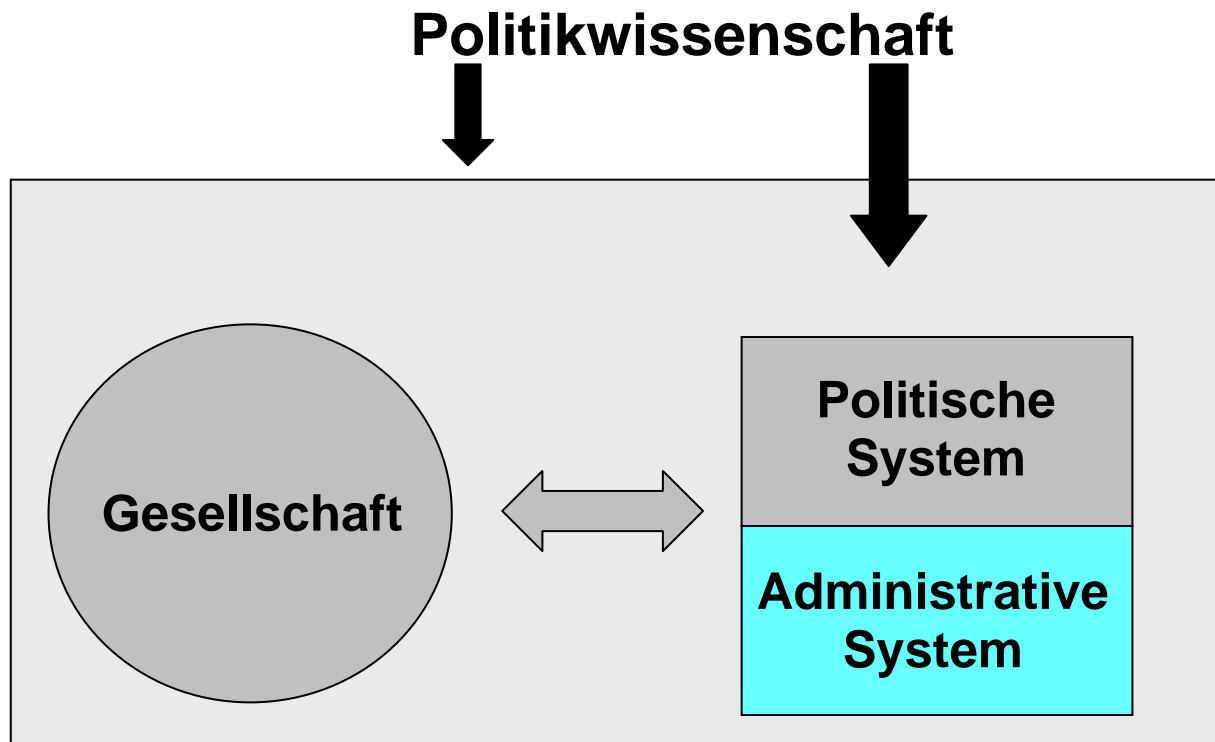 Politikwissenschaft
Gesellschaft
Politische
System
Administrative
System